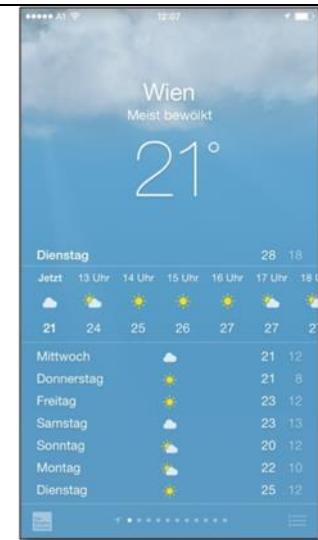 A1 12:07
Wien
Meist bewölkt
21°
Dienstag 28 18
Jetzt 13 Uhr 14 Uhr 15 Uhr 16 Uhr 17 Uhr 18
21 24 25 26 27 27
Mittwoch 21 12
Donnerstag 21 8
Freitag 23 12
Samstag 23 13
Sonntag 20 12
Montag 22 10
Dienstag 25 12